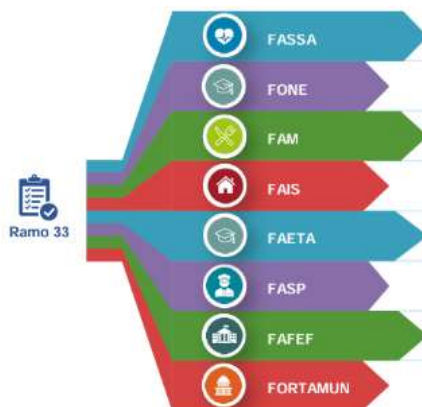 FASSA
FONE
FAM
FAIS
Ramo 33
FAETA
FASP
FAFEF
FORTAMUN